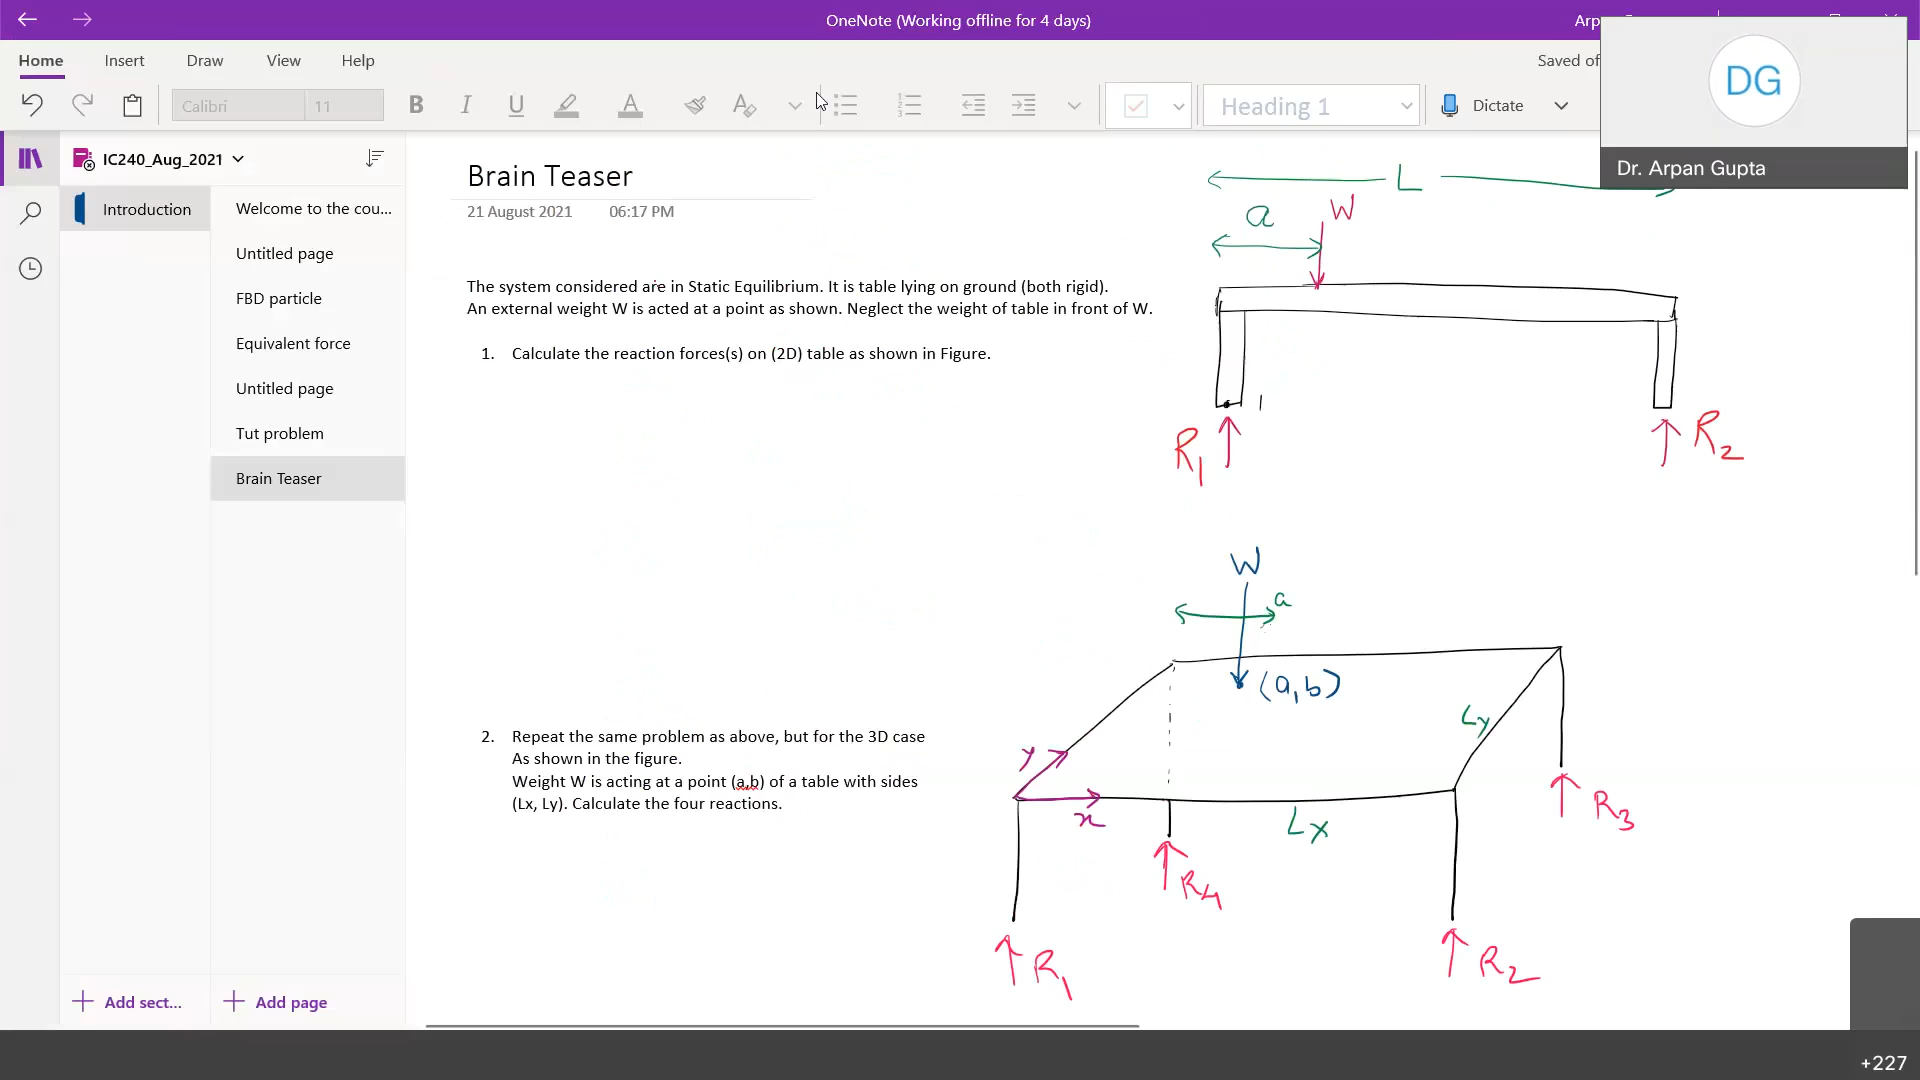 OneNote (Working offline for 4 days)
Home Insert Draw View Help
Saved of
DG
Dr. Arpan Gupta
Calibri 11 B I U A A Heading 1 Dictate
IC240_Aug_2021
Introduction
Welcome to the cou...
Untitled page
FBD particle
Equivalent force
Untitled page
Tut problem
Brain Teaser
Add sect...
Add page
Brain Teaser
21 August 2021 06:17 PM
The system considered are in Static Equilibrium. It is table lying on ground (both rigid).
An external weight W is acted at a point as shown. Neglect the weight of table in front of W.
1. Calculate the reaction forces(s) on (2D) table as shown in Figure.
L
a
W
R1
R2
2. Repeat the same problem as above, but for the 3D case
As shown in the figure.
Weight W is acting at a point (a,b) of a table with sides
(Lx, Ly). Calculate the four reactions.
W
a
(a,b)
Ly
y
x
Lx
R3
R4
R1
R2
+227